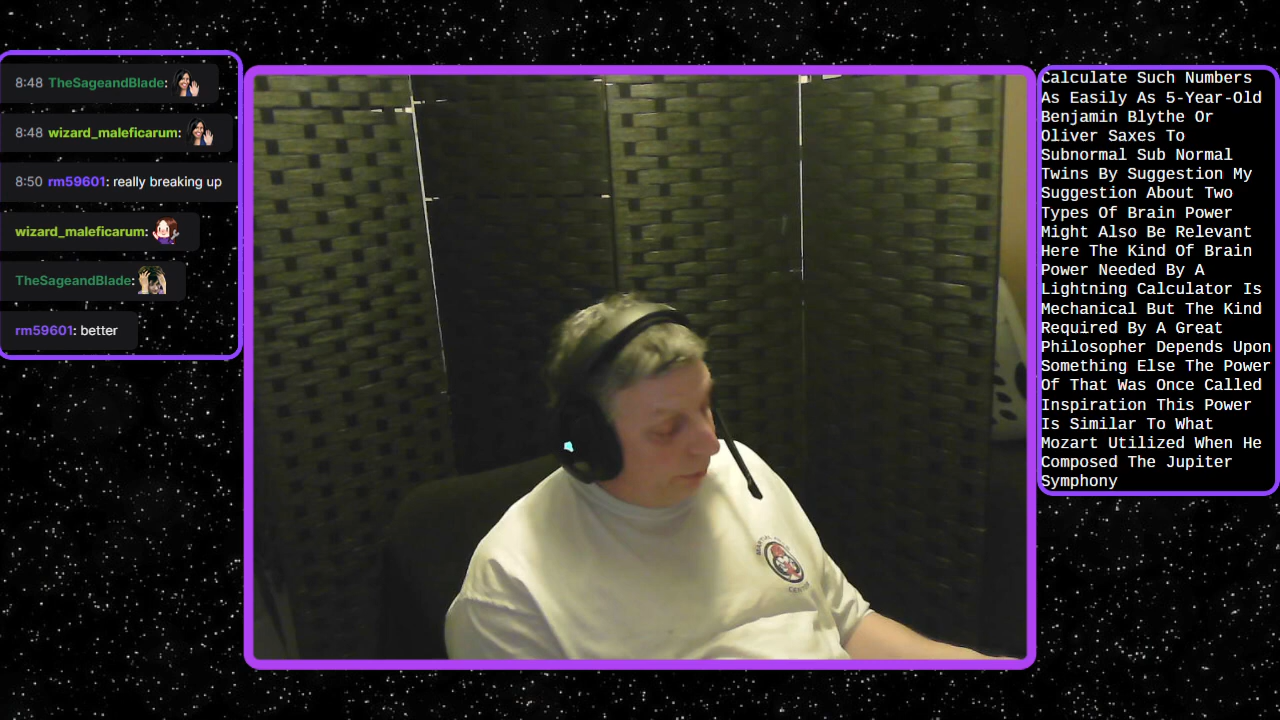 8:48 TheSageandBlade:
8:48 wizard_maleficarum:
8:50 rm59601: really breaking up
wizard_maleficarum:
TheSageandBlade:
rm59601: better
Calculate Such Numbers
As Easily As 5-Year-Old
Benjamin Blythe Or
Oliver Saxes To
Subnormal Sub Normal
Twins By Suggestion My
Suggestion About Two
Types Of Brain Power
Might Also Be Relevant
Here The Kind Of Brain
Power Needed By A
Lightning Calculator Is
Mechanical But The Kind
Required By A Great
Philosopher Depends Upon
Something Else The Power
Of That Was Once Called
Inspiration This Power
Is Similar To What
Mozart Utilized When He
Composed The Jupiter
Symphony